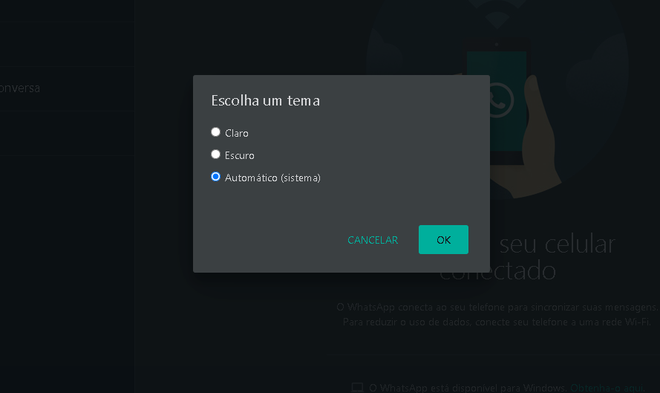 onversa
Escolha um tema
Claro
Escuro
Automático (sistema)
CANCELAR
OK
seu celular
conectado
O WhatsApp conecta ao seu telefone para sincronizar suas mensagens
Para reduzir o uso de dados, conecte seu telefone a uma rede Wi-Fi.
O WhatsApp está disponível para Windows. Obtenha-o aqui